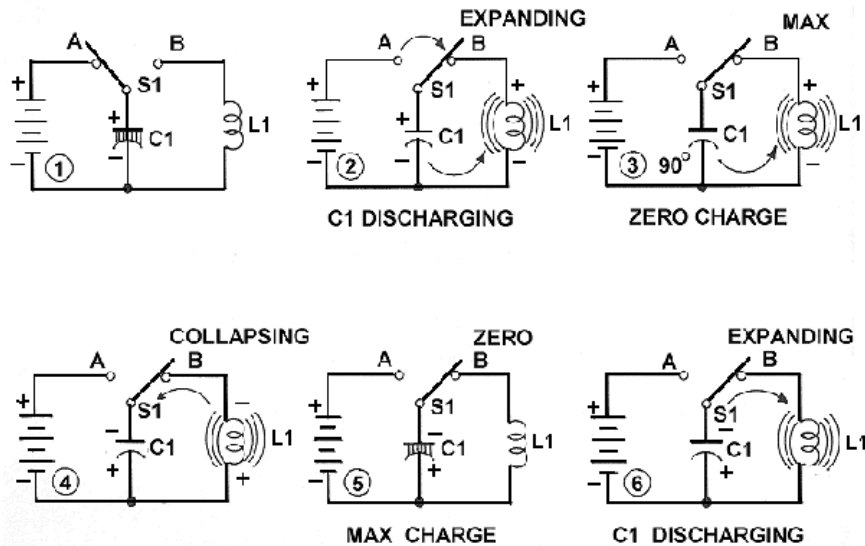 A B
+
S1
+
C1
L1
−
−
1
EXPANDING
A B
+
S1
+
+
C1
L1
−
−
−
2
C1 DISCHARGING
MAX
A B
+
S1
+
C1
L1
−
−
3 90°
ZERO CHARGE
COLLAPSING
A B
+
S1
−
−
C1
L1
−
+
+
4
ZERO
A B
+
S1
−
C1
L1
−
+
5
MAX CHARGE
EXPANDING
A B
+
S1
−
C1
L1
−
+
6
C1 DISCHARGING